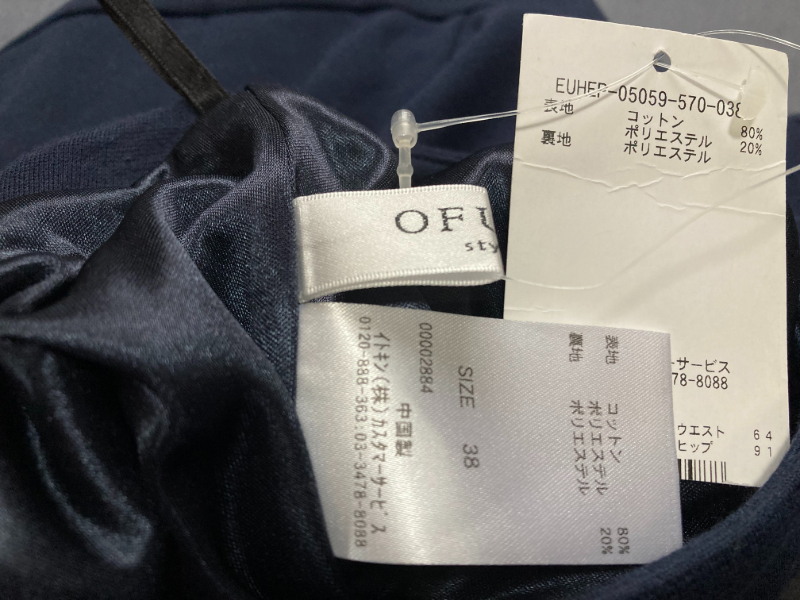 EUHEP-05059-570-038
表地 コットン 80%
ポリエステル 20%
裏地 ポリエステル
ーサービス
78-8088
ウエスト 64
ヒップ 91
OF
sty
表地 コットン 80%
ポリエステル 20%
裏地 ポリエステル
SIZE 38
00002884
中国製
イトキン(株)カスタマーサービス
0120-888-363:03-3478-8088